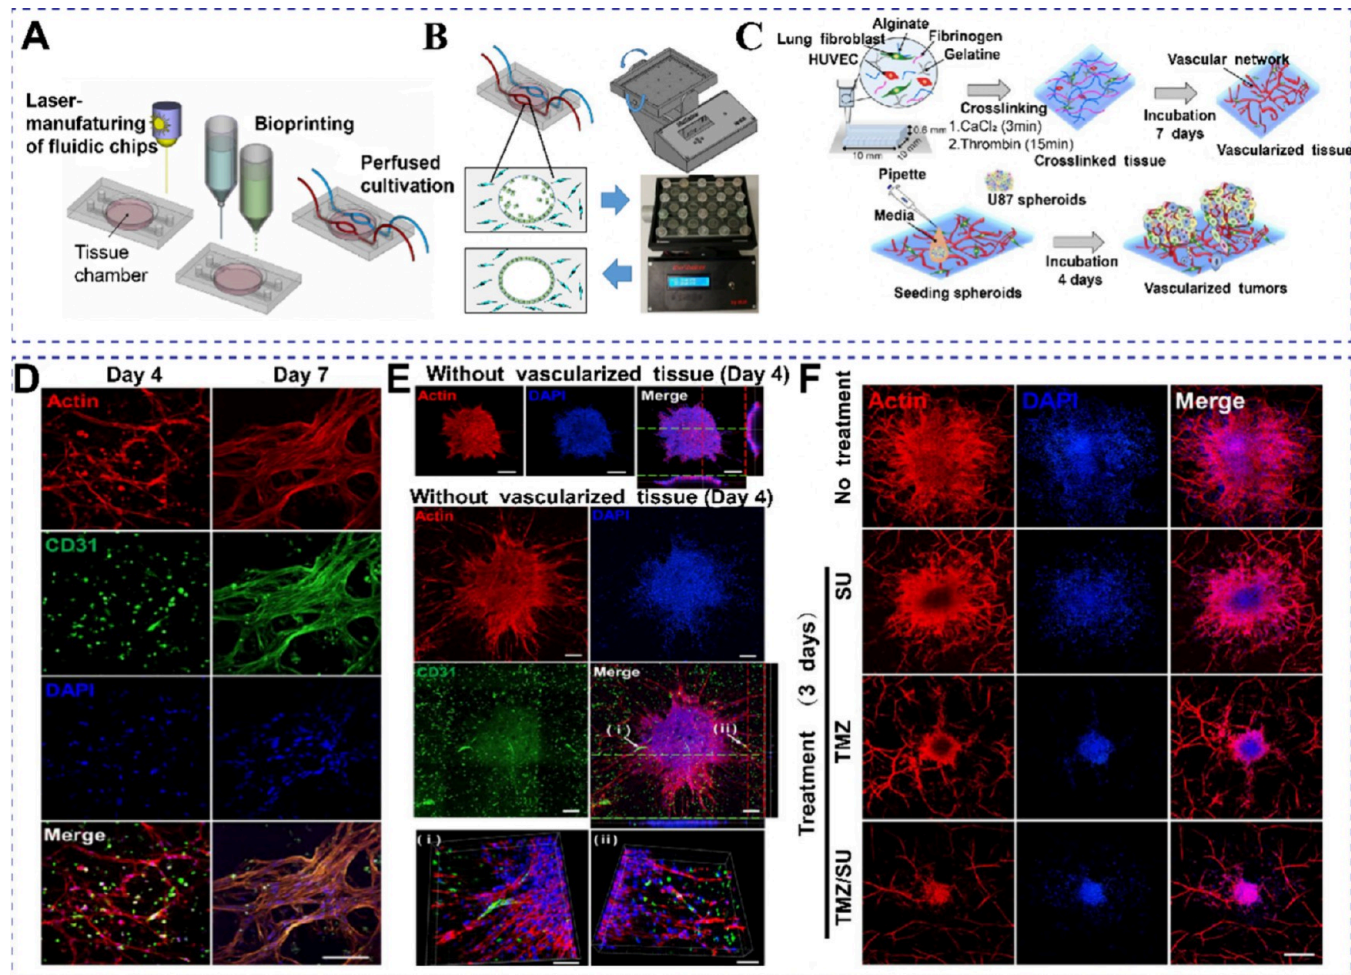 A
Laser-
manufaturing
of fluidic chips
Bioprinting
Perfused
cultivation
Tissue
chamber
B
C
Alginate
Lung fibroblast
Fibrinogen
HUVEC
Gelatine
Crosslinking
1.CaCl₂ (3min)
2.Thrombin (15min)
0.6 mm
10 mm
10 mm
Crosslinked tissue
Incubation
7 days
Vascular network
Vascularized tissue
Pipette
Media
U87 spheroids
Seeding spheroids
Incubation
4 days
Vascularized tumors
D
Day 4
Day 7
Actin
CD31
DAPI
Merge
E
Without vascularized tissue (Day 4)
Actin
DAPI
Merge
Without vascularized tissue (Day 4)
Actin
DAPI
CD31
Merge
(i)
(ii)
(i)
(ii)
F
No treatment
Actin
DAPI
Merge
Treatment (3 days)
SU
TMZ
TMZ/SU